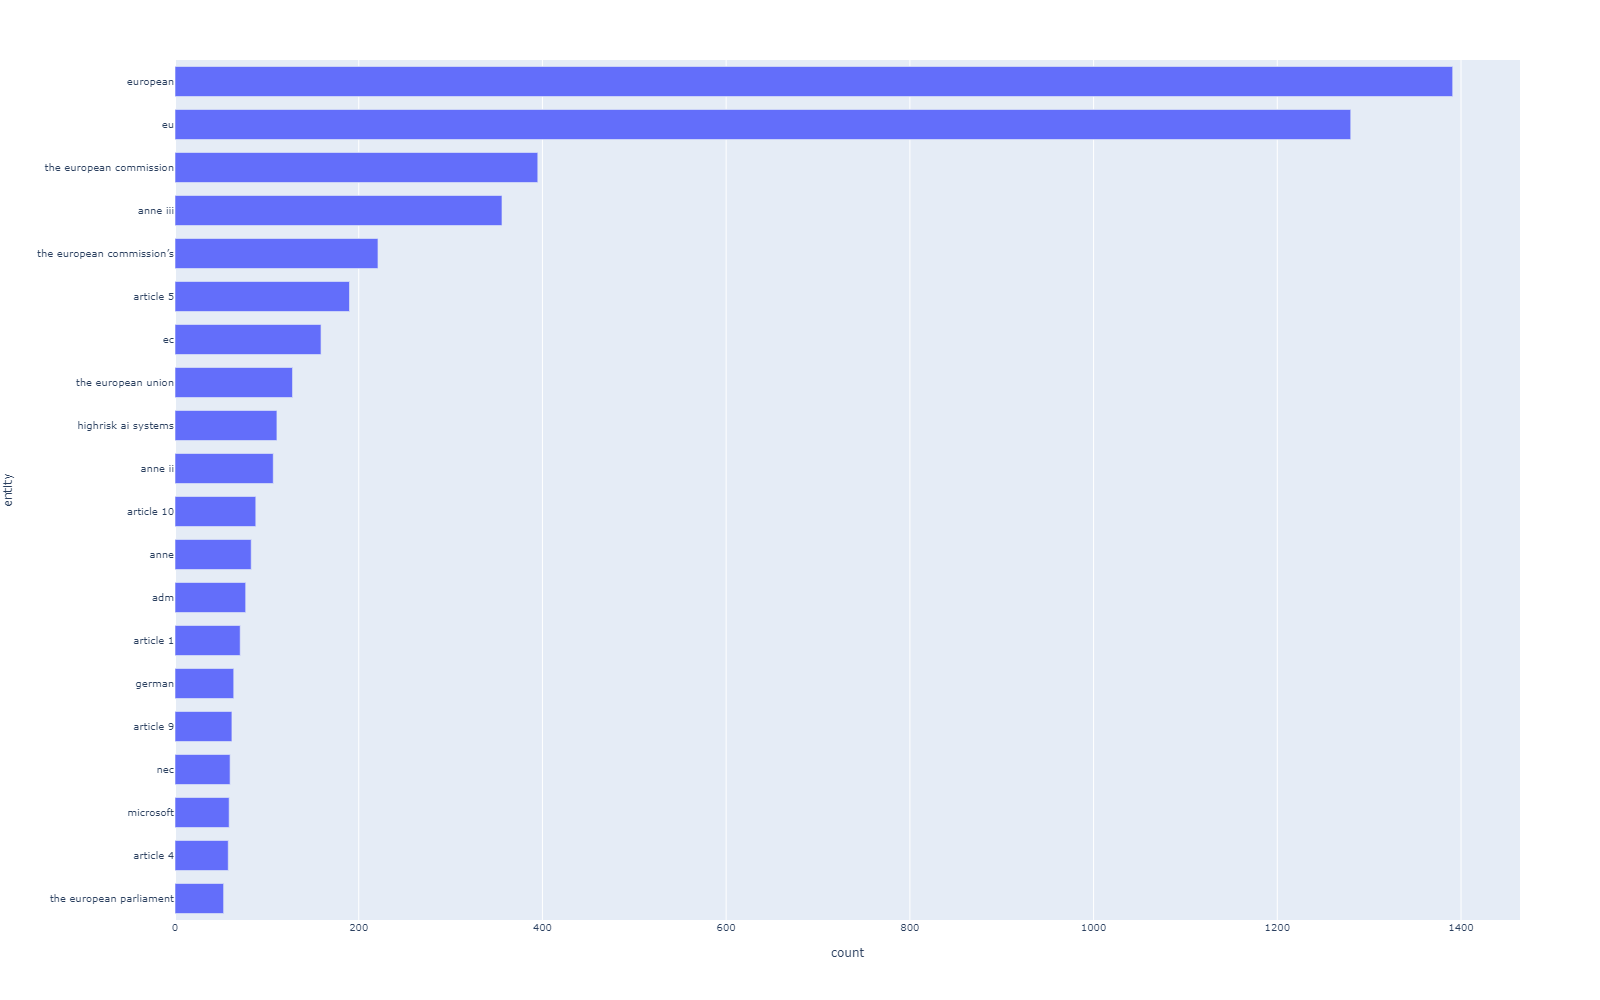 european
eu
the european commission
anne iii
the european commission’s
article 5
ec
the european union
highrisk ai systems
anne ii
article 10
anne
adm
article 1
german
article 9
nec
microsoft
article 4
the european parliament
entity
0 200 400 600 800 1000 1200 1400
count